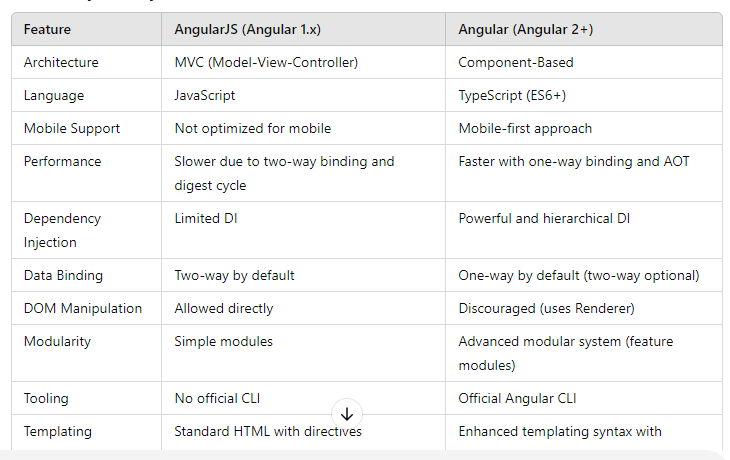 Feature AngularJS (Angular 1.x) Angular (Angular 2+)
Architecture MVC (Model-View-Controller) Component-Based
Language JavaScript TypeScript (ES6+)
Mobile Support Not optimized for mobile Mobile-first approach
Performance Slower due to two-way binding and Faster with one-way binding and AOT
digest cycle
Dependency Limited DI Powerful and hierarchical DI
Injection
Data Binding Two-way by default One-way by default (two-way optional)
DOM Manipulation Allowed directly Discouraged (uses Renderer)
Modularity Simple modules Advanced modular system (feature
modules)
Tooling No official CLI Official Angular CLI
Templating Standard HTML with directives Enhanced templating syntax with